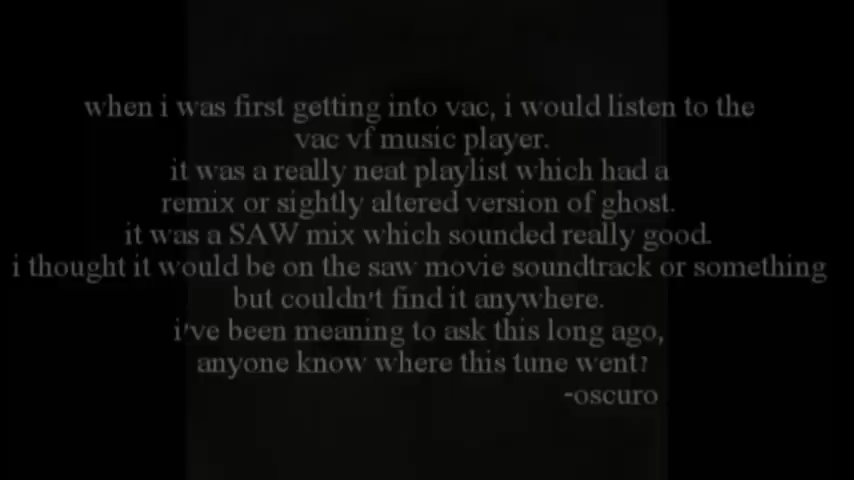 when i was first getting into vac, i would listen to the
vac vf music player.
it was a really neat playlist which had a
remix or sightly altered version of ghost.
it was a SAW mix which sounded really good.
i thought it would be on the saw movie soundtrack or something
but couldn't find it anywhere.
i've been meaning to ask this long ago,
anyone know where this tune went?
-oscuro